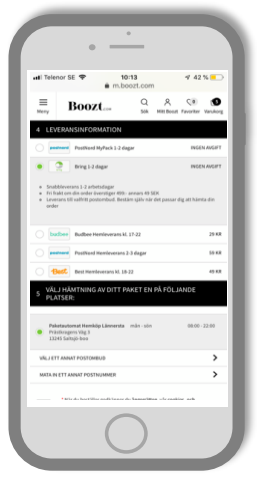 Telenor SE 10:13 42 %
m.boozt.com
Meny Boozt.com Sök Mitt Boozt Favoriter Varukorg
4 LEVERANSINFORMATION
postnord PostNord MyPack 1-2 dagar INGEN AVGIFT
Bring 1-2 dagar INGEN AVGIFT
Snabbleverans 1-2 arbetsdagar
Fri frakt om din order överstiger 499:- annars 49 SEK
Leverans till valfritt postombud. Bestäm själv när det passar dig att hämta din
order
budbee Budbee Hemleverans kl. 17-22 29 KR
postnord PostNord Hemleverans 2-3 dagar 59 KR
Best Best Hemleverans kl. 18-22 49 KR
5 VÄLJ HÄMTNING AV DITT PAKET EN PÅ FÖLJANDE
PLATSER:
Paketautomat Hemköp Lännersta mån - sön 08:00 - 22:00
Prästkragens Väg 3
13245 Saltsjö-boo
VÄLJ ETT ANNAT POSTOMBUD
MATA IN ETT ANNAT POSTNUMMER